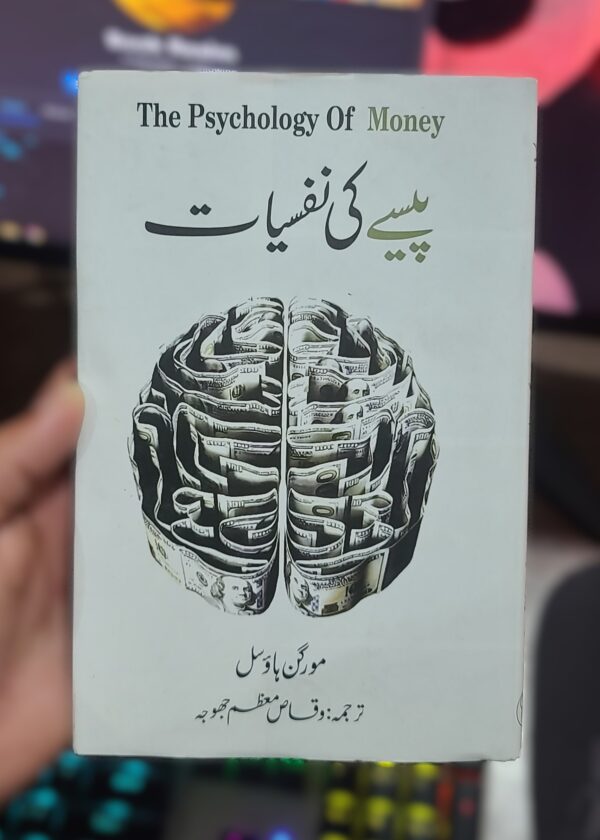 The Psychology Of Money
پیسے کی نفسیات
مورگن ہاؤسل
ترجمہ: وقاص معظم جھوجہ